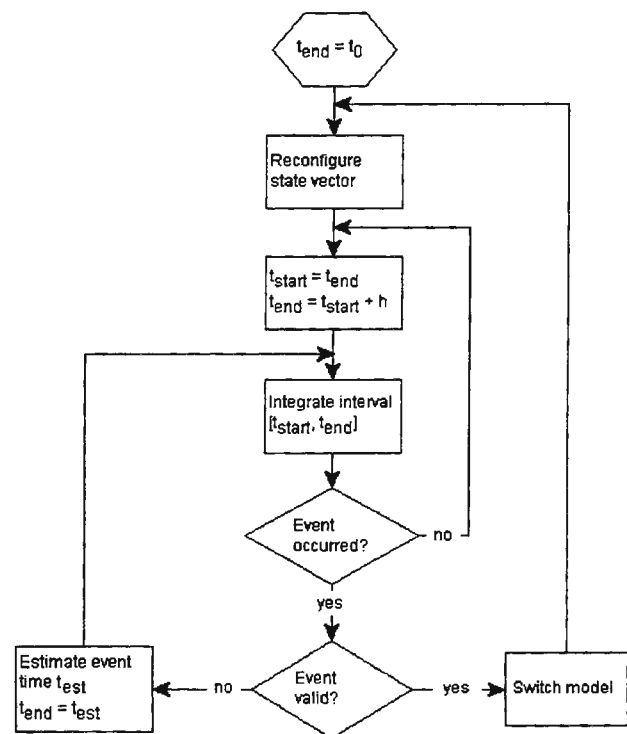 t_end = t_0
Reconfigure
state vector
t_start = t_end
t_end = t_start + h
Integrate interval
[t_start, t_end]
Event
occurred?
no
yes
Estimate event
time t_est
t_end = t_est
no
Event
valid?
yes
Switch model